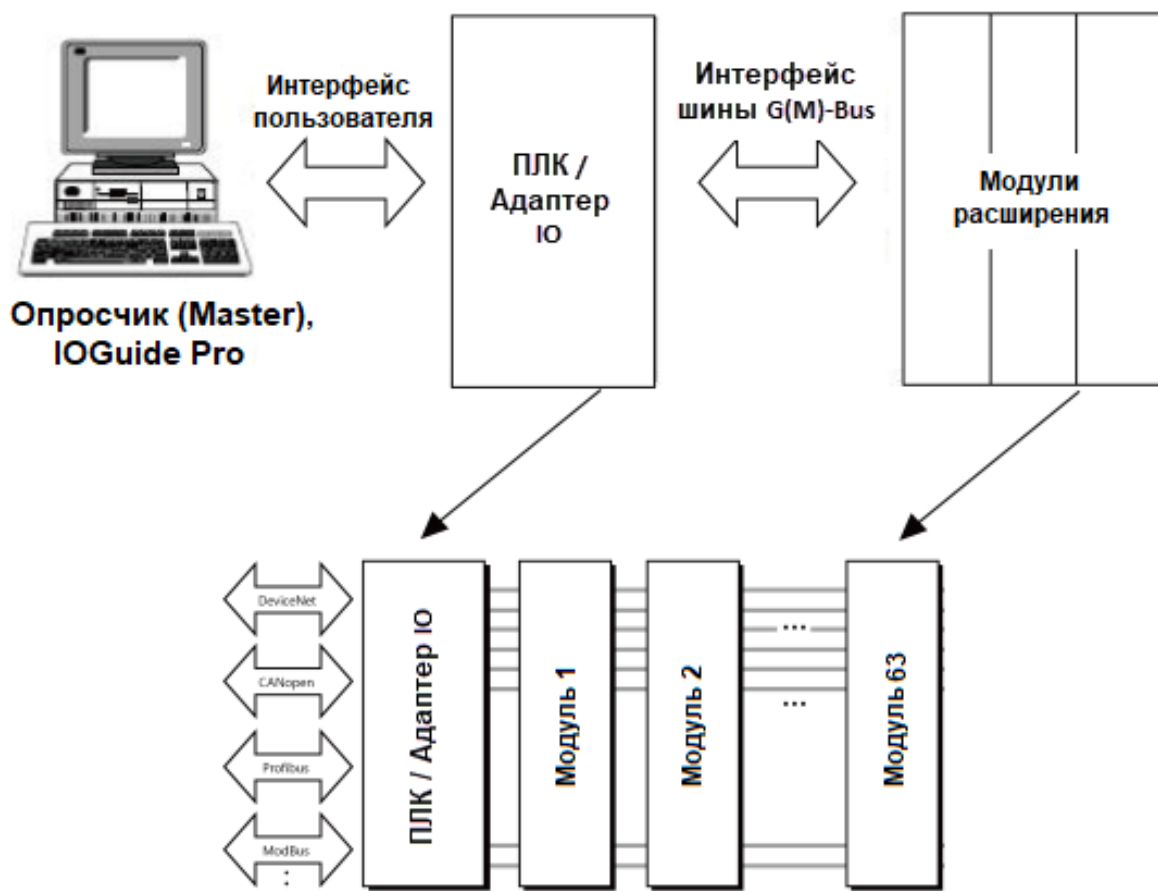 Интерфейс
пользователя
ПЛК /
Адаптер
IO
Интерфейс
шины G(M)-Bus
Модули
расширения
Опросчик (Master),
IOGuide Pro
DeviceNet
CANopen
Profibus
ModBus
:
ПЛК / Адаптер IO
Модуль 1
Модуль 2
...
...
Модуль 63